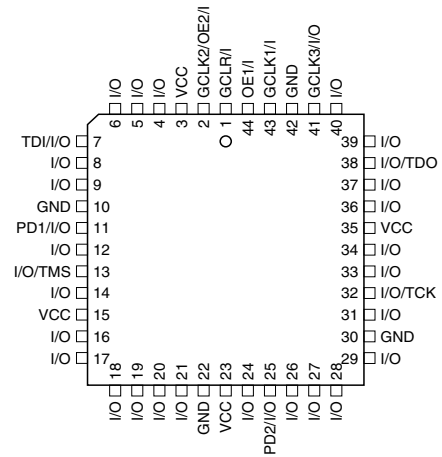 I/O
I/O
I/O
VCC
GCLK2/OE2/I
GCLR/I
OE1/I
GCLK1/I
GND
GCLK3/I/O
I/O
6
5
4
3
2
1
44
43
42
41
40
TDI/I/O 7
I/O 8
I/O 9
GND 10
PD1/I/O 11
I/O 12
I/O/TMS 13
I/O 14
VCC 15
I/O 16
I/O 17
39 I/O
38 I/O/TDO
37 I/O
36 I/O
35 VCC
34 I/O
33 I/O
32 I/O/TCK
31 I/O
30 GND
29 I/O
18
19
20
21
22
23
24
25
26
27
28
I/O
I/O
I/O
I/O
GND
VCC
I/O
PD2/I/O
I/O
I/O
I/O